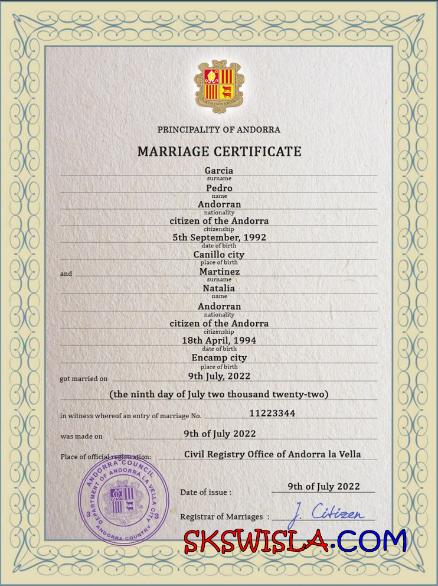 PRINCIPALITY OF ANDORRA
MARRIAGE CERTIFICATE
Garcia
surname
Pedro
name
Andorran
nationality
citizen of the Andorra
citizenship
5th September, 1992
date of birth
Canillo city
place of birth
and
Martinez
surname
Natalia
name
Andorran
nationality
citizen of the Andorra
citizenship
18th April, 1994
date of birth
Encamp city
place of birth
got married on 9th July, 2022
(the ninth day of July two thousand twenty-two)
in witness whereof an entry of marriage No. 11223344
was made on 9th of July 2022
Place of official registration: Civil Registry Office of Andorra la Vella
ANDORRA COUNCIL
DEPARTMENT OF ANDORRA LA VELLA CITY
Date of Issue : 9th of July 2022
Registrar of Marriages : J. Citizen
SKSWISLA.COM